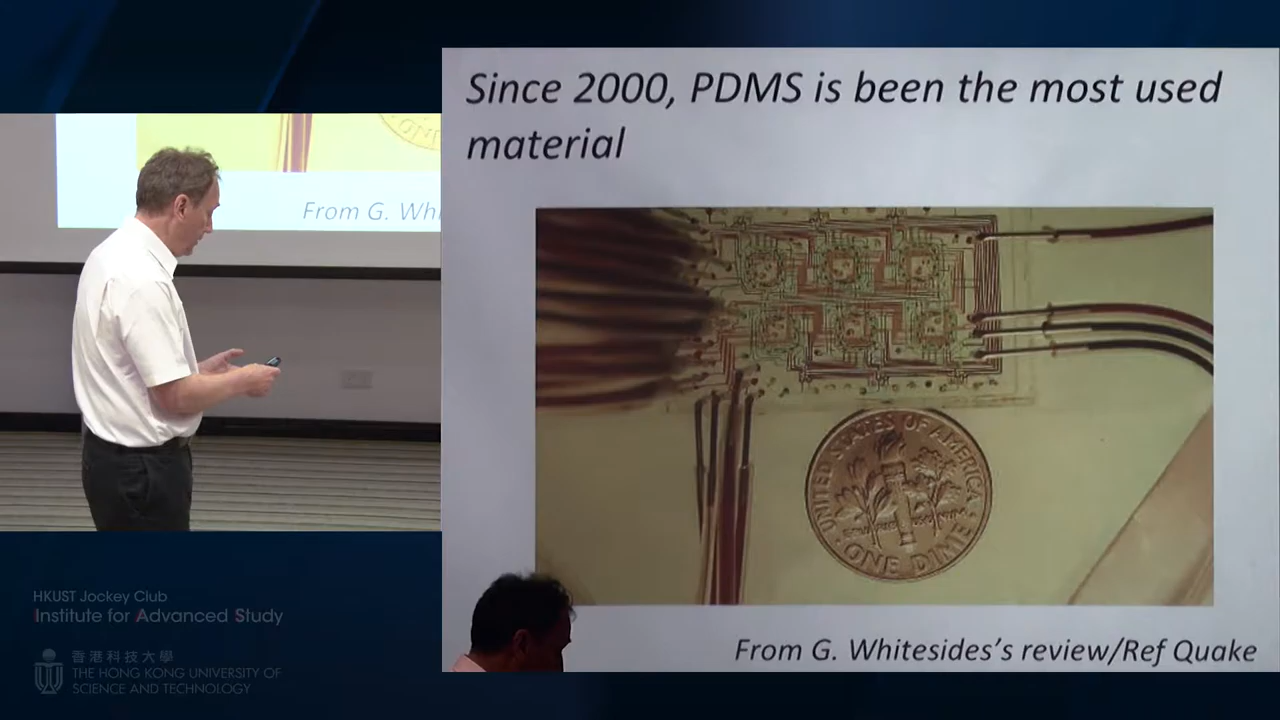 Since 2000, PDMS is been the most used
material
UNITED STATES OF AMERICA
ONE DIME
From G. Whitesides's review/Ref Quake
From G. Whi
HKUST Jockey Club
Institute for Advanced Study
香港科技大學
THE HONG KONG UNIVERSITY OF
SCIENCE AND TECHNOLOGY